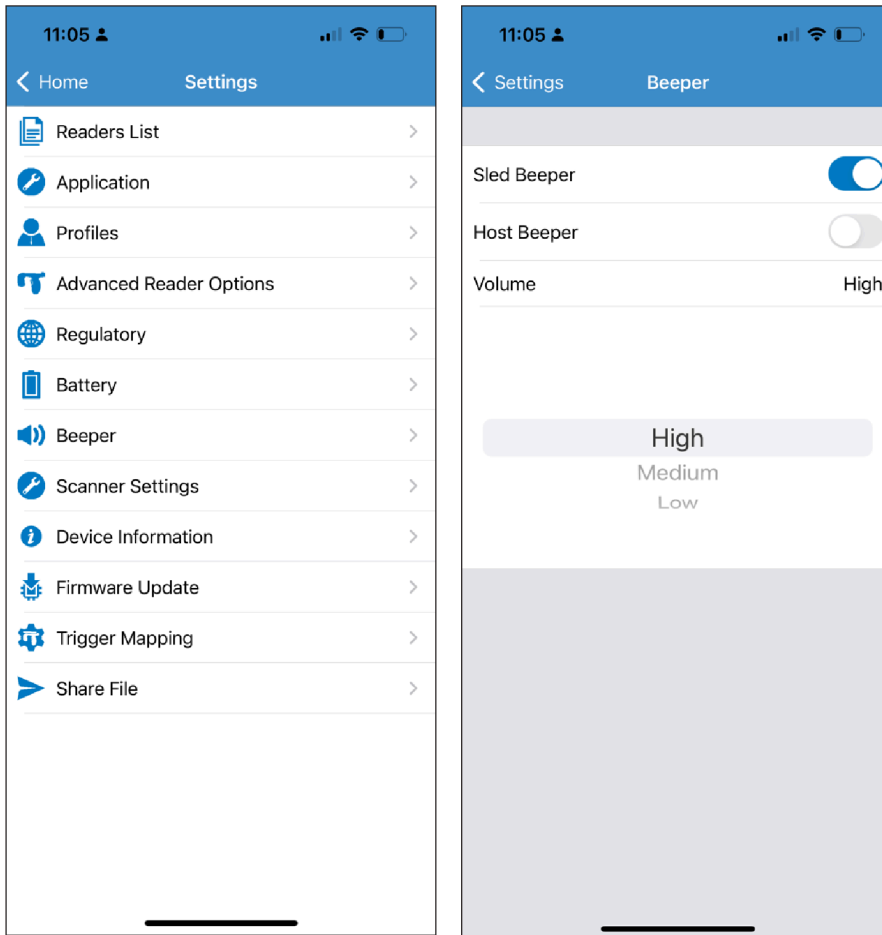 11:05
Home
Settings
Readers List
Application
Profiles
Advanced Reader Options
Regulatory
Battery
Beeper
Scanner Settings
Device Information
Firmware Update
Trigger Mapping
Share File
11:05
Settings
Beeper
Sled Beeper
Host Beeper
Volume High
High
Medium
Low